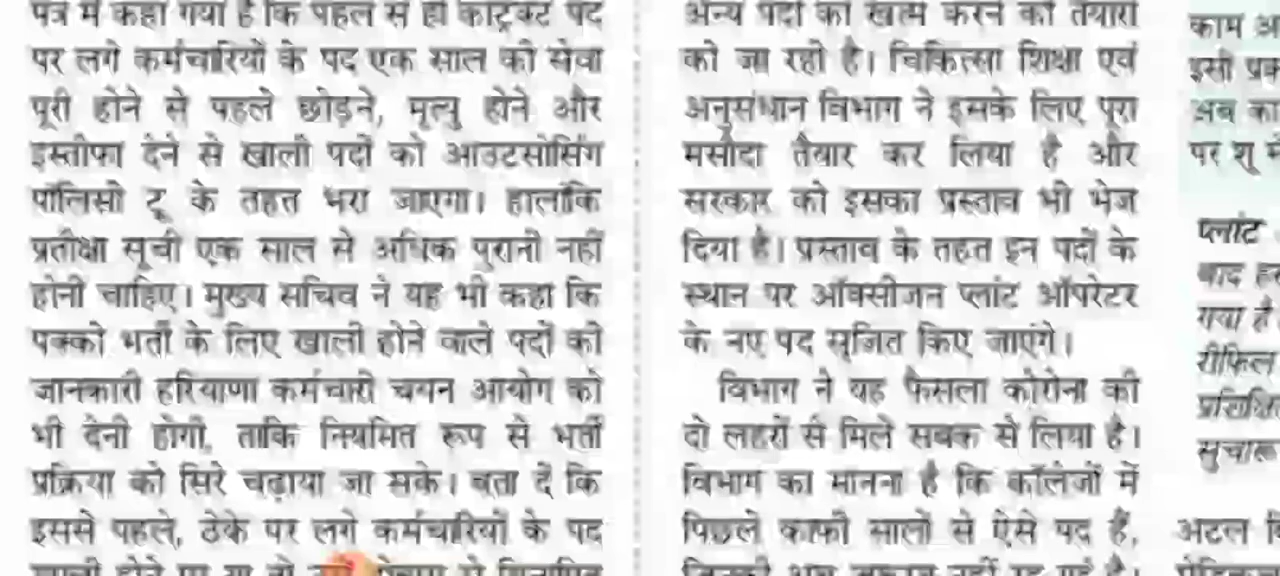 पत्र में कहा गया है कि पहले से ही कांट्रेक्ट पद
पर लगे कर्मचारियों के पद एक साल की सेवा
पूरी होने से पहले छोड़ने, मृत्यु होने और
इस्तीफा देने से खाली पदों को आउटसोर्सिंग
पॉलिसी टू के तहत भरा जाएगा। हालांकि
प्रतीक्षा सूची एक साल से अधिक पुरानी नहीं
होनी चाहिए। मुख्य सचिव ने यह भी कहा कि
पक्की भर्ती के लिए खाली होने वाले पदों की
जानकारी हरियाणा कर्मचारी चयन आयोग को
भी देनी होगी, ताकि नियमित रूप से भर्ती
प्रक्रिया को सिरे चढ़ाया जा सके। बता दें कि
इससे पहले, ठेके पर लगे कर्मचारियों के पद
अन्य पदों को खत्म करने की तैयारी
की जा रही है। चिकित्सा शिक्षा एवं
अनुसंधान विभाग ने इसके लिए पूरा
मसौदा तैयार कर लिया है और
सरकार को इसका प्रस्ताव भी भेज
दिया है। प्रस्ताव के तहत इन पदों के
स्थान पर ऑक्सीजन प्लांट ऑपरेटर
के नए पद सृजित किए जाएंगे।
विभाग ने यह फैसला कोरोना की
दो लहरों से मिले सबक से लिया है।
विभाग का मानना है कि कॉलेजों में
पिछले काफी सालों से ऐसे पद हैं,
काम
इसी
अब
पर
प्लांट
बाद
गया है
रीफिल
अटल